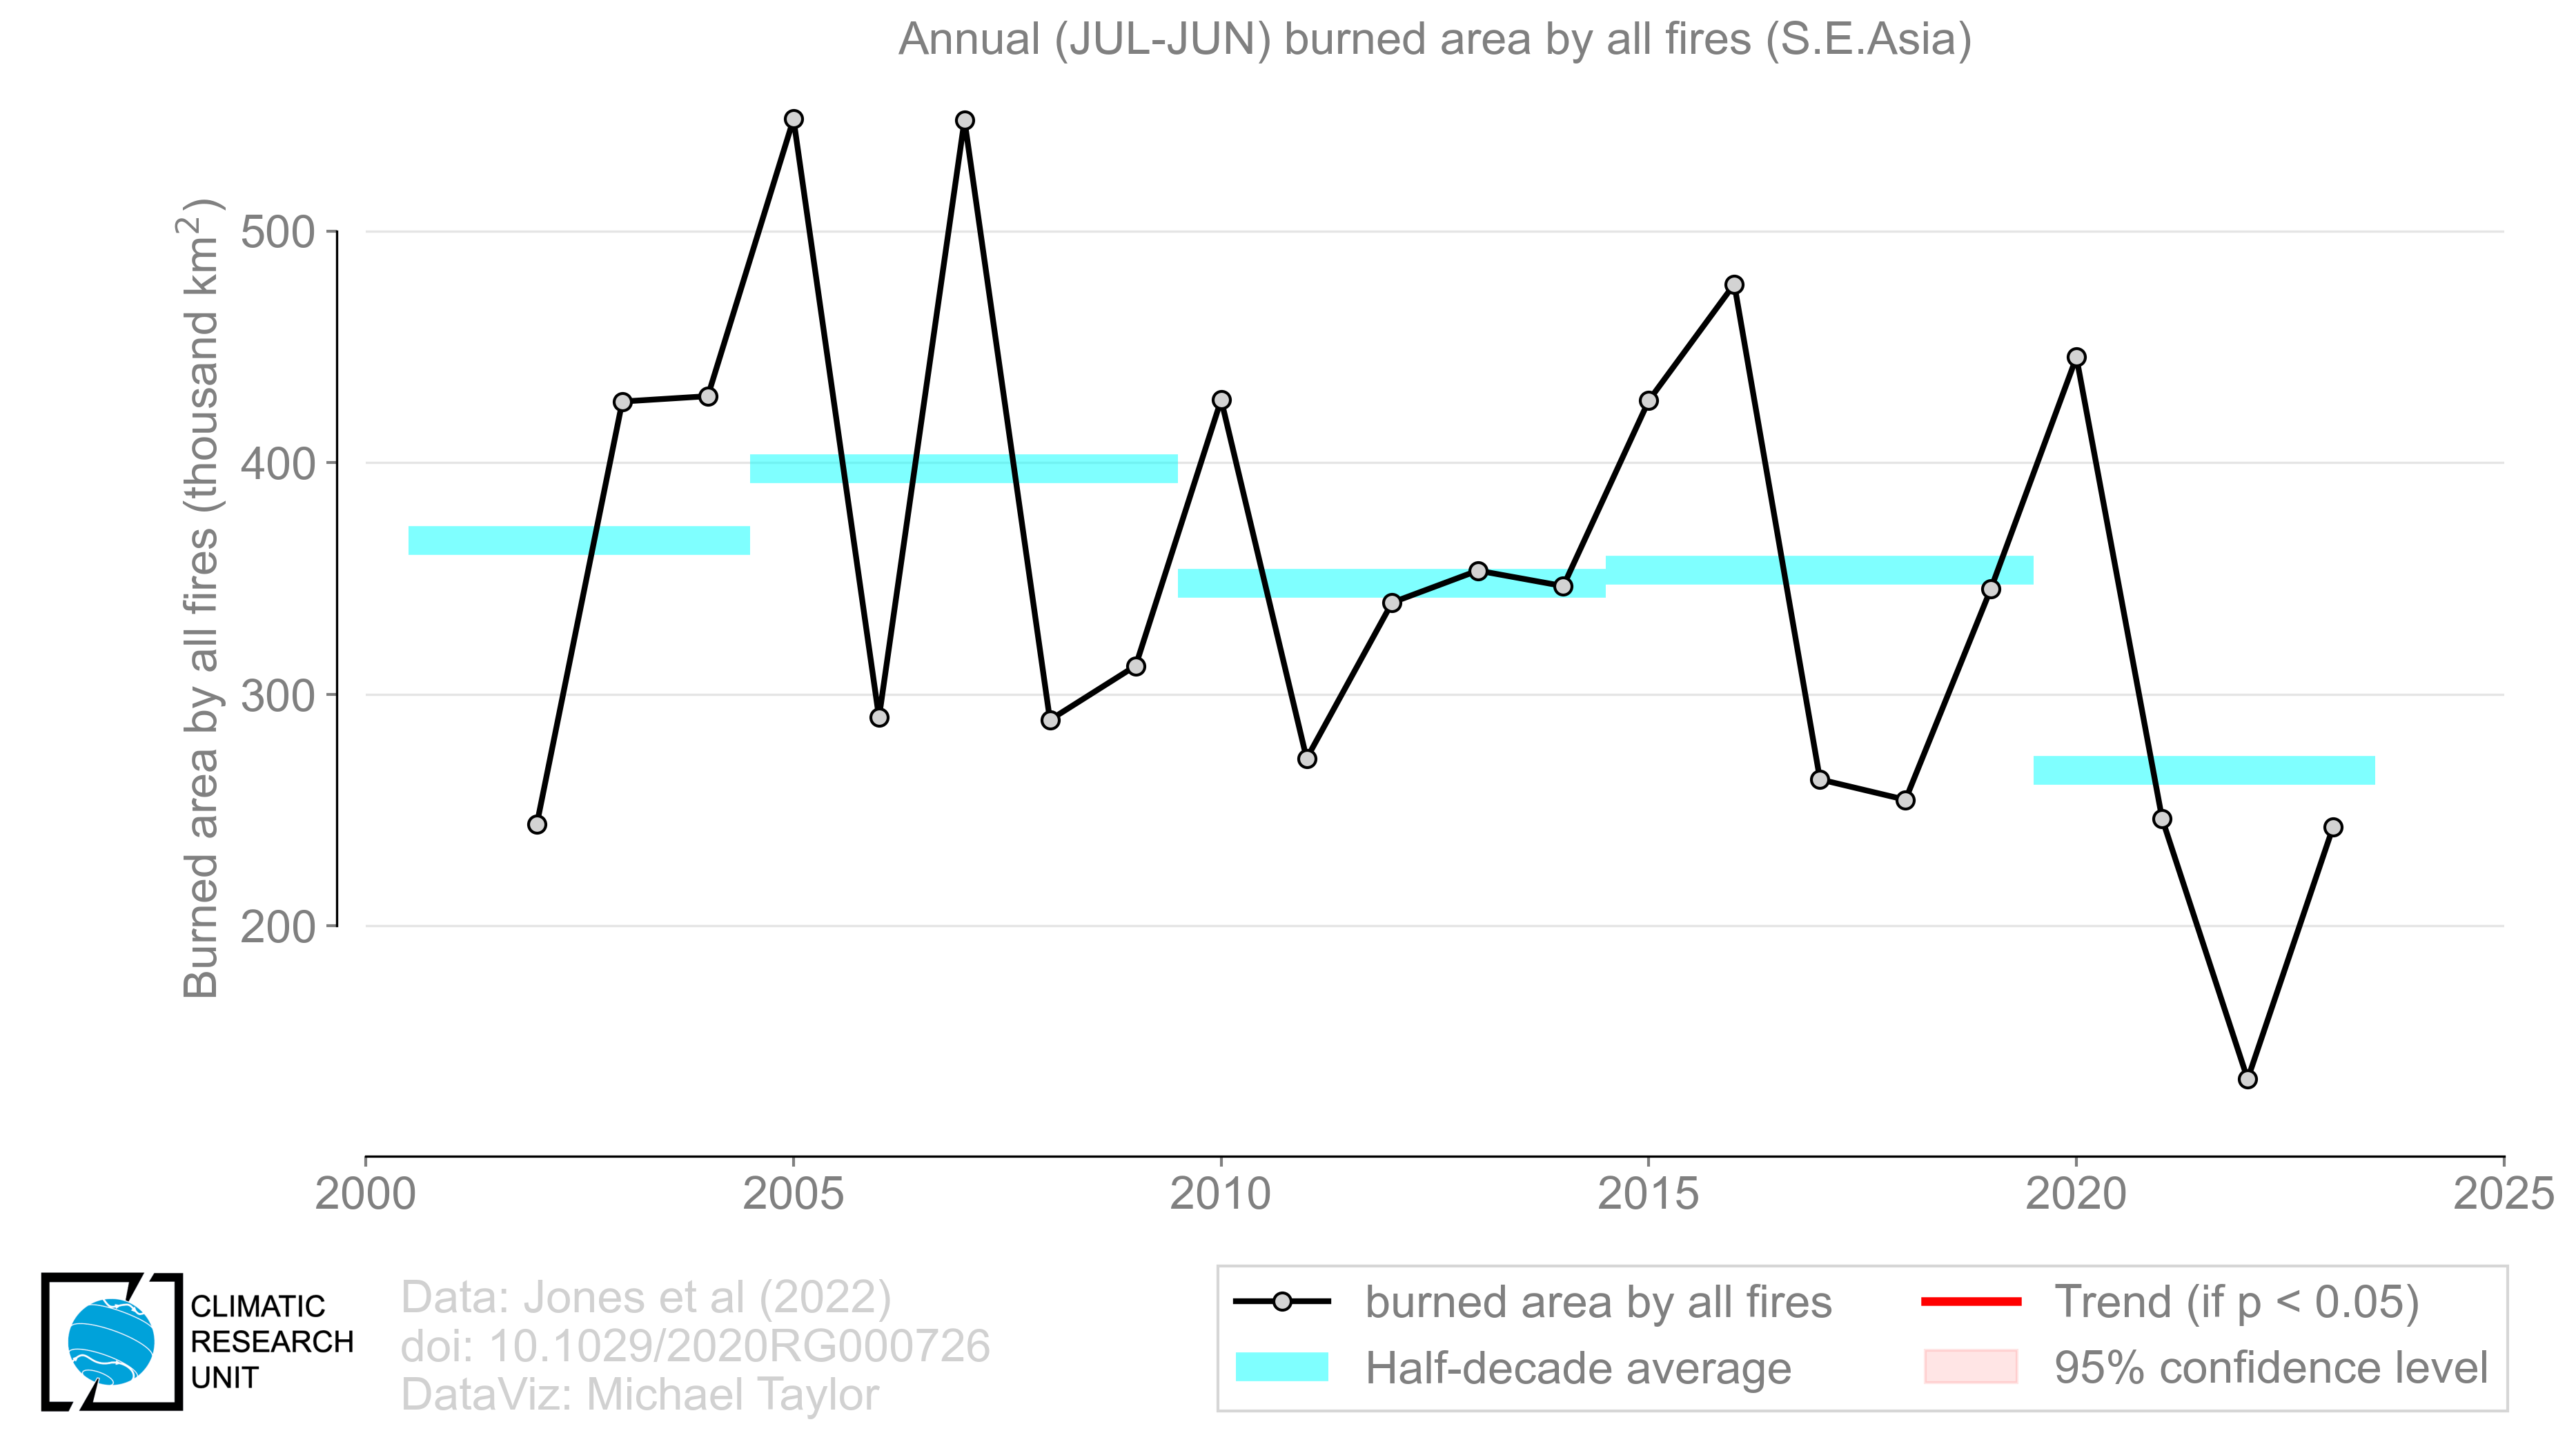 Annual (JUL-JUN) burned area by all fires (S.E.Asia)
Burned area by all fires (thousand km²)
500
400
300
200
2000
2005
2010
2015
2020
2025
CLIMATIC
RESEARCH
UNIT
Data: Jones et al (2022)
doi: 10.1029/2020RG000726
DataViz: Michael Taylor
burned area by all fires
Half-decade average
Trend (if p < 0.05)
95% confidence level